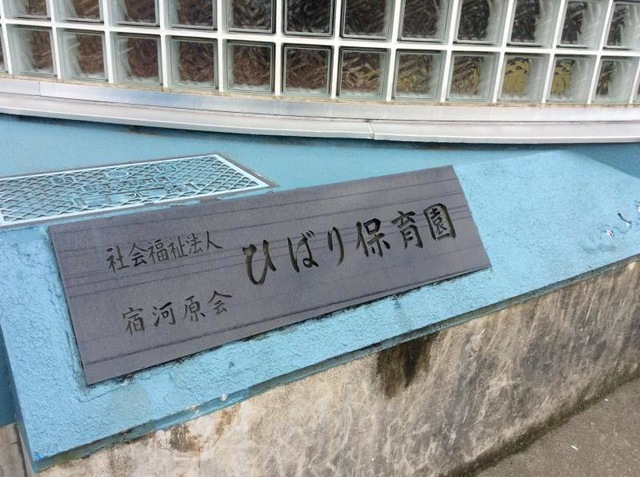 社会福祉法人
宿河原会
ひばり保育園